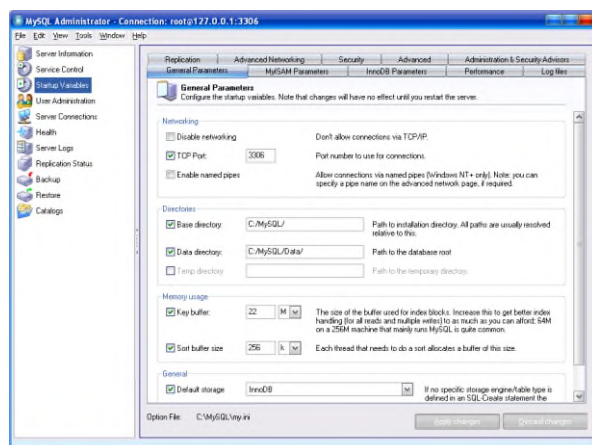 MySQL Administrator - Connection: root@127.0.0.1:3306
File Edit View Tools Window Help
Server Information
Service Control
Startup Variables
User Administration
Server Connections
Health
Server Logs
Replication Status
Backup
Restore
Catalogs
Replication Advanced Networking Security Advanced Administration & Security Advisors
General Parameters MyISAM Parameters InnoDB Parameters Performance Log files
General Parameters
Configure the startup variables. Note that changes will have no effect until you restart the server.
Networking
Disable networking Don't allow connections via TCP/IP.
TCP Port: 3306 Port number to use for connections.
Enable named pipes Allow connections via named pipes (Windows NT+ only). Note: you can
specify a pipe name on the advanced network page, if required.
Directories
Base directory C:/MySQL/ Path to installation directory. All paths are usually resolved
relative to this.
Data directory: C:/MySQL/Data/ Path to the database root
Temp directory Path to the temporary directory.
Memory usage
Key buffer: 22 M The size of the buffer used for index blocks. Increase this to get better index
handling (for all reads and multiple writes) to as much as you can afford; 64M
on a 256M machine that mainly runs MySQL is quite common.
Sort buffer size 256 k Each thread that needs to do a sort allocates a buffer of this size.
General
Default storage InnoDB If no specific storage engine/table type is
defined in an SQL-Create statement the
Option File: C:\MySQL\my.ini Apply changes Discard changes